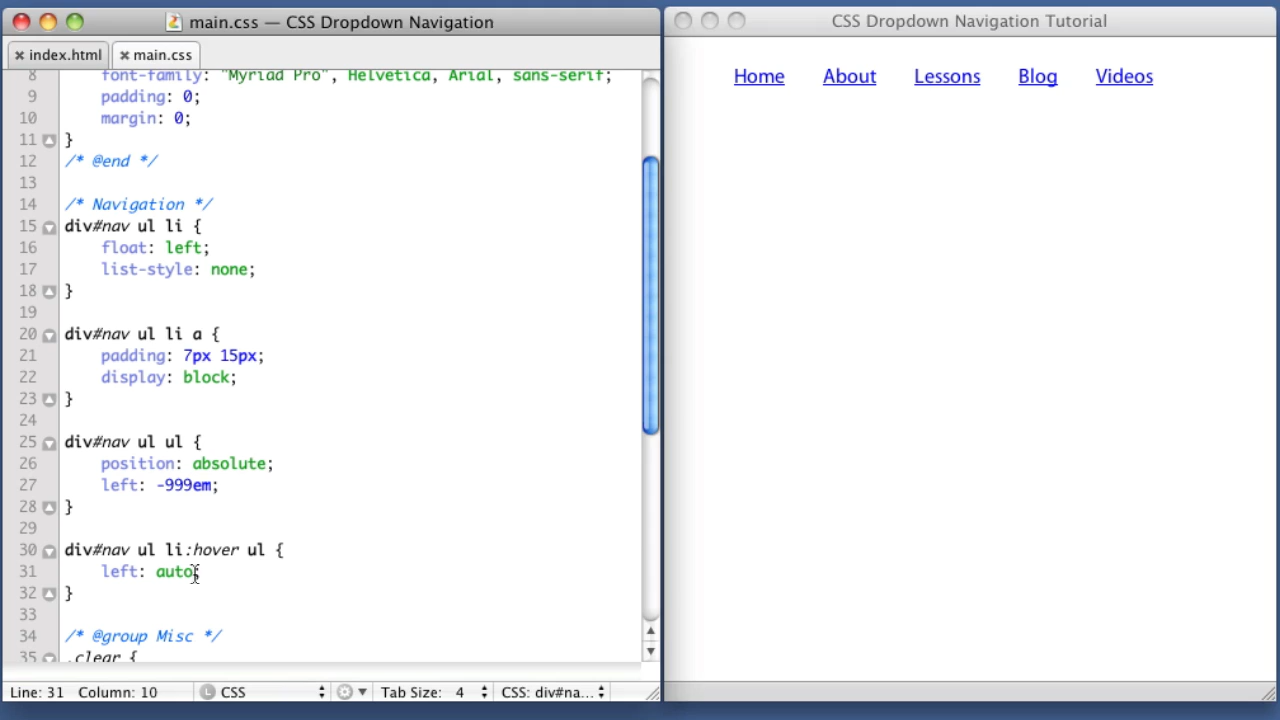 main.css — CSS Dropdown Navigation
index.html main.css
8 font-family: "Myriad Pro", Helvetica, Arial, sans-serif;
9 padding: 0;
10 margin: 0;
11 }
12 /* @end */
13
14 /* Navigation */
15 div#nav ul li {
16 float: left;
17 list-style: none;
18 }
19
20 div#nav ul li a {
21 padding: 7px 15px;
22 display: block;
23 }
24
25 div#nav ul ul {
26 position: absolute;
27 left: -999em;
28 }
29
30 div#nav ul li:hover ul {
31 left: auto;
32 }
33
34 /* @group Misc */
35 .clear {
Line: 31 Column: 10 L CSS Tab Size: 4 CSS: div#na...
CSS Dropdown Navigation Tutorial
Home About Lessons Blog Videos